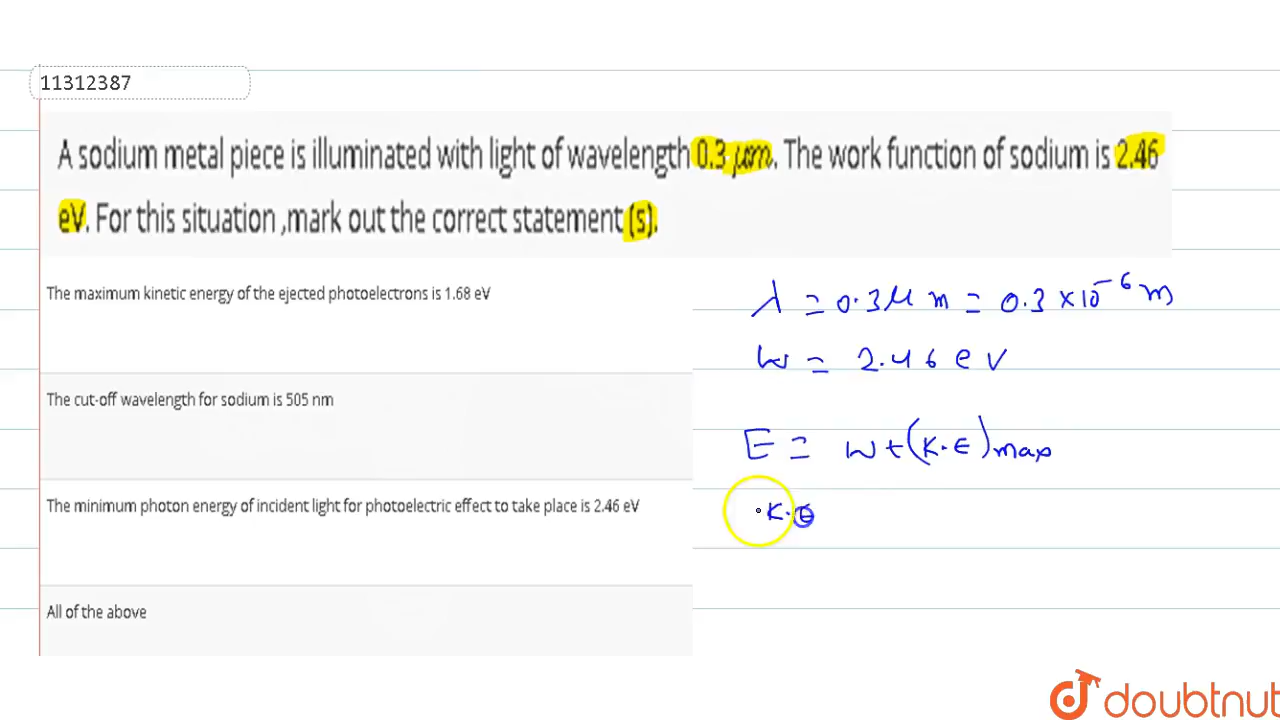 11312387
A sodium metal piece is illuminated with light of wavelength 0.3 μm. The work function of sodium is 2.46
eV. For this situation ,mark out the correct statement (s).
The maximum kinetic energy of the ejected photoelectrons is 1.68 eV
λ = 0.3 μ m = 0.3 × 10⁻⁶ m
W = 2.46 e V
The cut-off wavelength for sodium is 505 nm
E = W + (K.E)max
The minimum photon energy of incident light for photoelectric effect to take place is 2.46 eV
K.E
All of the above
doubtnut